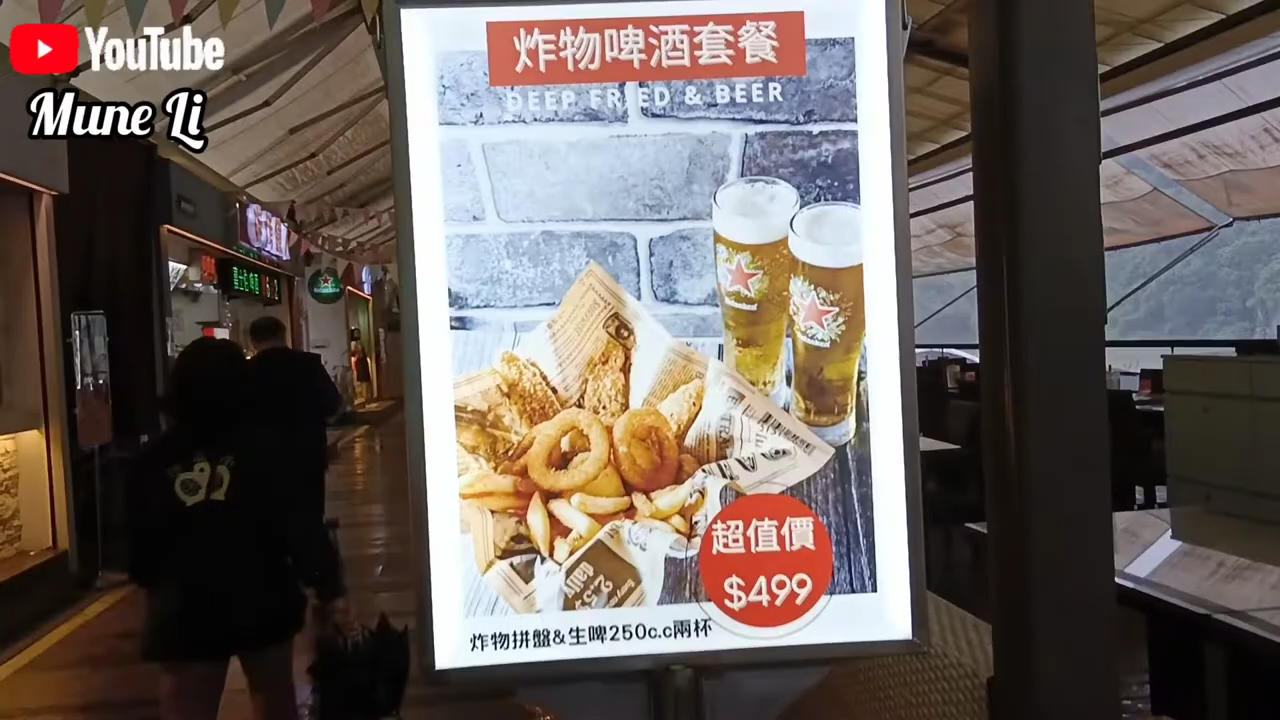 YouTube
Mune Li
炸物啤酒套餐
DEEP FRIED & BEER
超值價
$499
炸物拼盤&生啤250c.c兩杯